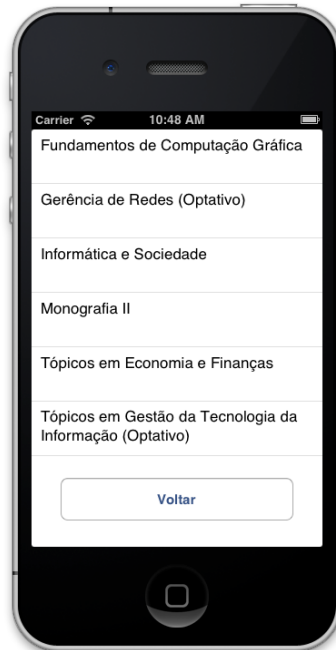 Carrier 10:48 AM
Fundamentos de Computação Gráfica
Gerência de Redes (Optativo)
Informática e Sociedade
Monografia II
Tópicos em Economia e Finanças
Tópicos em Gestão da Tecnologia da
Informação (Optativo)
Voltar